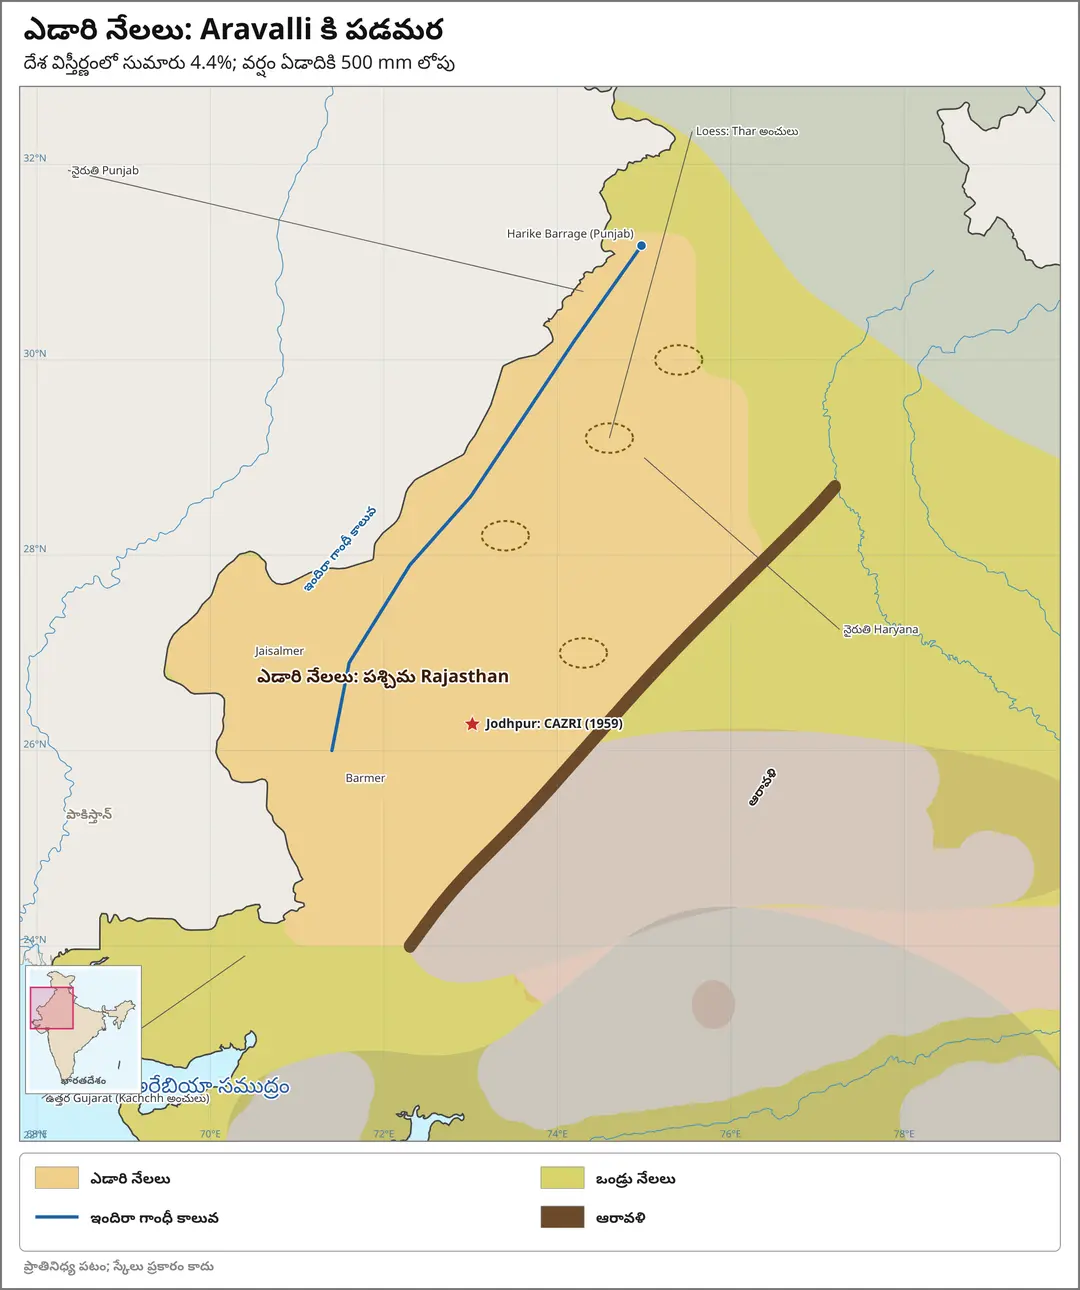 ఎడారి నేలలు: Aravalli కి పడమర
దేశ విస్తీర్ణంలో సుమారు 4.4%; వర్షం ఏడాదికి 500 mm లోపు
Loess: Thar అంచులు
32°N
నైరుతి Punjab
Harike Barrage (Punjab)
30°N
28°N
ఇందిరా గాంధీ కాలువ
నైరుతి Haryana
Jaisalmer
ఎడారి నేలలు: పశ్చిమ Rajasthan
Jodhpur: CAZRI (1959)
26°N
Barmer
ఆరావళి
పాకిస్తాన్
24°N
భారతదేశం
అరేబియా సముద్రం
ఉత్తర Gujarat (Kachchh అంచులు)
70°E
72°E
74°E
76°E
78°E
ఎడారి నేలలు
ఒండ్రు నేలలు
ఇందిరా గాంధీ కాలువ
ఆరావళి
ప్రాతినిధ్య పటం; స్కేలు ప్రకారం కాదు